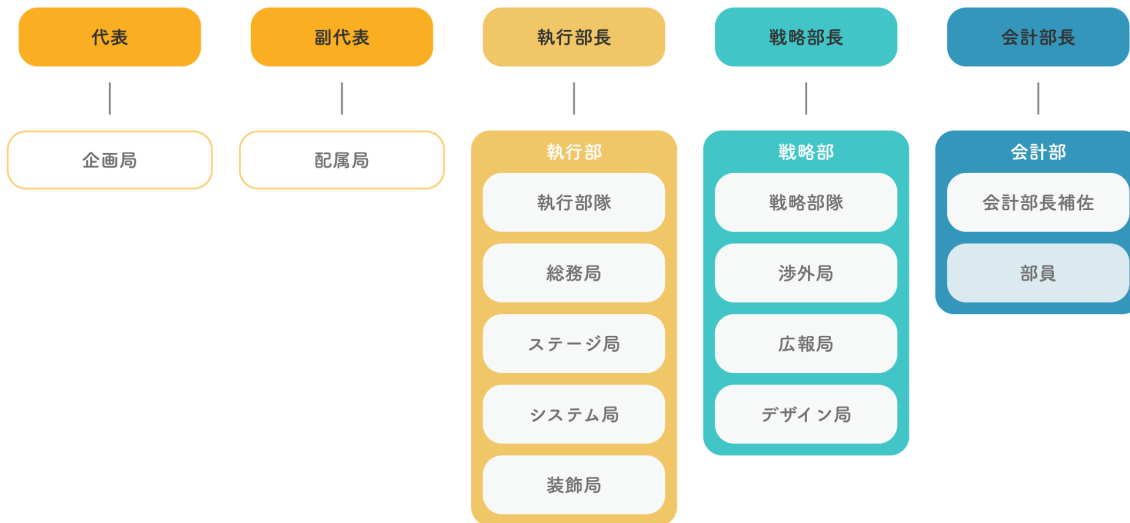 代表
副代表
執行部長
戦略部長
会計部長
企画局
配属局
執行部
執行部隊
総務局
ステージ局
システム局
装飾局
戦略部
戦略部隊
渉外局
広報局
デザイン局
会計部
会計部長補佐
部員